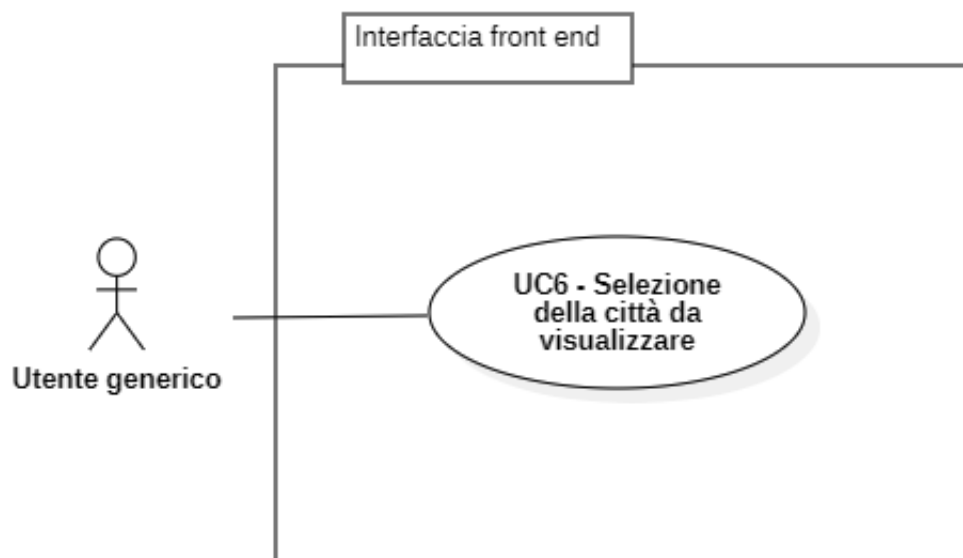 Interfaccia front end
UC6 - Selezione
della città da
visualizzare
Utente generico